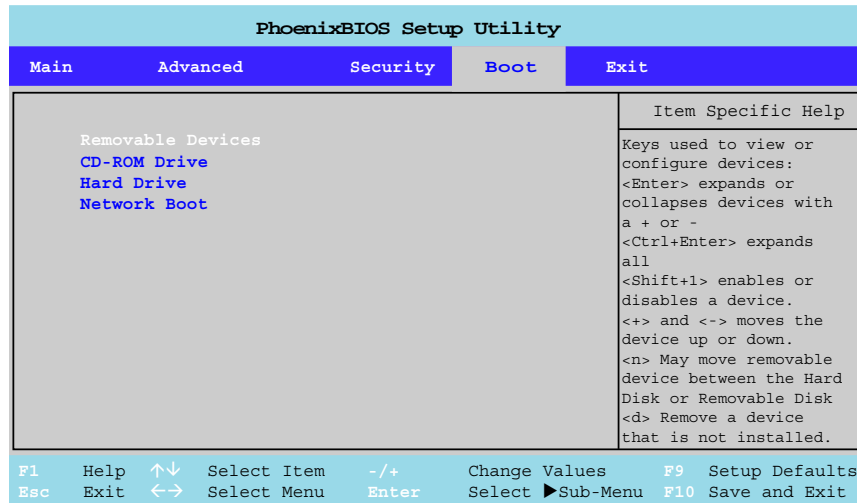 PhoenixBIOS Setup Utility
Main Advanced Security Boot Exit
Removable Devices
CD-ROM Drive
Hard Drive
Network Boot
Item Specific Help
Keys used to view or
configure devices:
<Enter> expands or
collapses devices with
a + or -
<Ctrl+Enter> expands
all
<Shift+1> enables or
disables a device.
<+> and <-> moves the
device up or down.
<n> May move removable
device between the Hard
Disk or Removable Disk
<d> Remove a device
that is not installed.
F1 Help ↑↓ Select Item -/+ Change Values F9 Setup Defaults
Esc Exit ←→ Select Menu Enter Select ▶Sub-Menu F10 Save and Exit